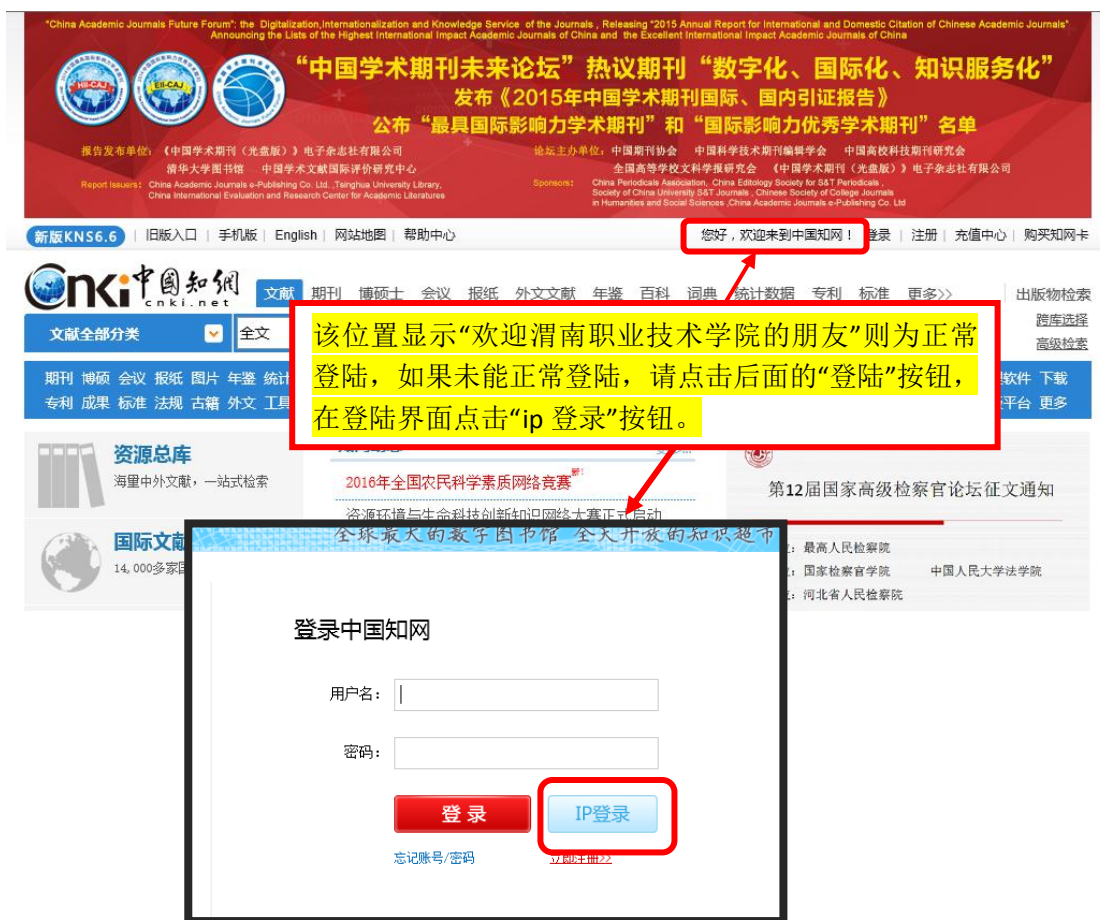 "China Academic Journals Future Forum": the Digitalization,Internationalization and Knowledge Service of the Journals , Releasing "2015 Annual Report for International and Domestic Citation of Chinese Academic Journals"
Announcing the Lists of the Highest International Impact Academic Journals of China and the Excellent International Impact Academic Journals of China
HII-CAJ
EII-CAJ
“中国学术期刊未来论坛” 热议期刊 “数字化、国际化、知识服务化”
发布《2015年中国学术期刊国际、国内引证报告》
公布 “最具国际影响力学术期刊” 和 “国际影响力优秀学术期刊” 名单
报告发布单位: 《中国学术期刊（光盘版）》电子杂志社有限公司
清华大学图书馆 中国学术文献国际评价研究中心
Report Issuers: China Academic Journals e-Publishing Co. Ltd. ,Tsinghua University Library,
China International Evaluation and Research Center for Academic Literatures
论坛主办单位: 中国期刊协会 中国科学技术期刊编辑学会 中国高校科技期刊研究会
全国高等学校文科学报研究会 《中国学术期刊（光盘版）》电子杂志社有限公司
Sponsors: China Periodicals Association, China Editology Society for S&T Periodicals ,
Society of China University S&T Journals , Chinese Society of College Journals
in Humanities and Social Sciences ,China Academic Journals e-Publishing Co. Ltd
新版KNS6.6 | 旧版入口 | 手机版 | English | 网站地图 | 帮助中心
您好，欢迎来到中国知网！ 登录 | 注册 | 充值中心 | 购买知网卡
Cnki中国知网
cnki.net
文献 期刊 博硕士 会议 报纸 外文文献 年鉴 百科 词典 统计数据 专利 标准 更多>>
出版物检索
跨库选择
高级检索
文献全部分类
全文
该位置显示“欢迎渭南职业技术学院的朋友”则为正常
登陆，如果未能正常登陆，请点击后面的“登陆”按钮，
在登陆界面点击“ip 登录”按钮。
期刊 博硕 会议 报纸 图片 年鉴 统计
专利 成果 标准 法规 古籍 外文 工具
软件 下载
平台 更多
资源总库
海里中外文献，一站式检索
2016年全国农民科学素质网络竞赛
资源环境与生命科技创新知识网络大赛正式启动
第12届国家高级检察官论坛征文通知
国际文献
14,000多家国
最高人民检察院
国家检察官学院 中国人民大学法学院
河北省人民检察院
全球最大的数字图书馆 全天开放的知识超市
登录中国知网
用户名:
密码:
登 录
IP登录
忘记账号/密码
立即注册>>